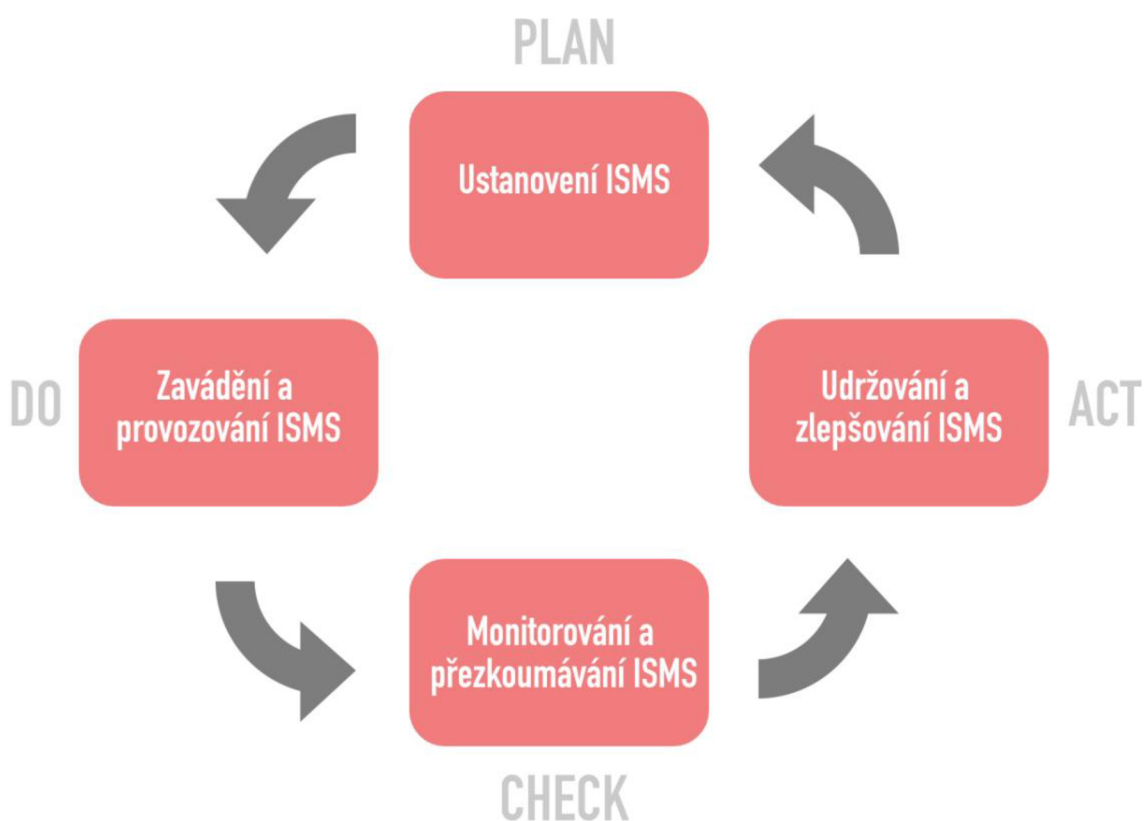 PLAN
Ustanovení ISMS
DO
Zavádění a
provozování ISMS
Udržování a
zlepšování ISMS
ACT
Monitorování a
přezkoumávání ISMS
CHECK